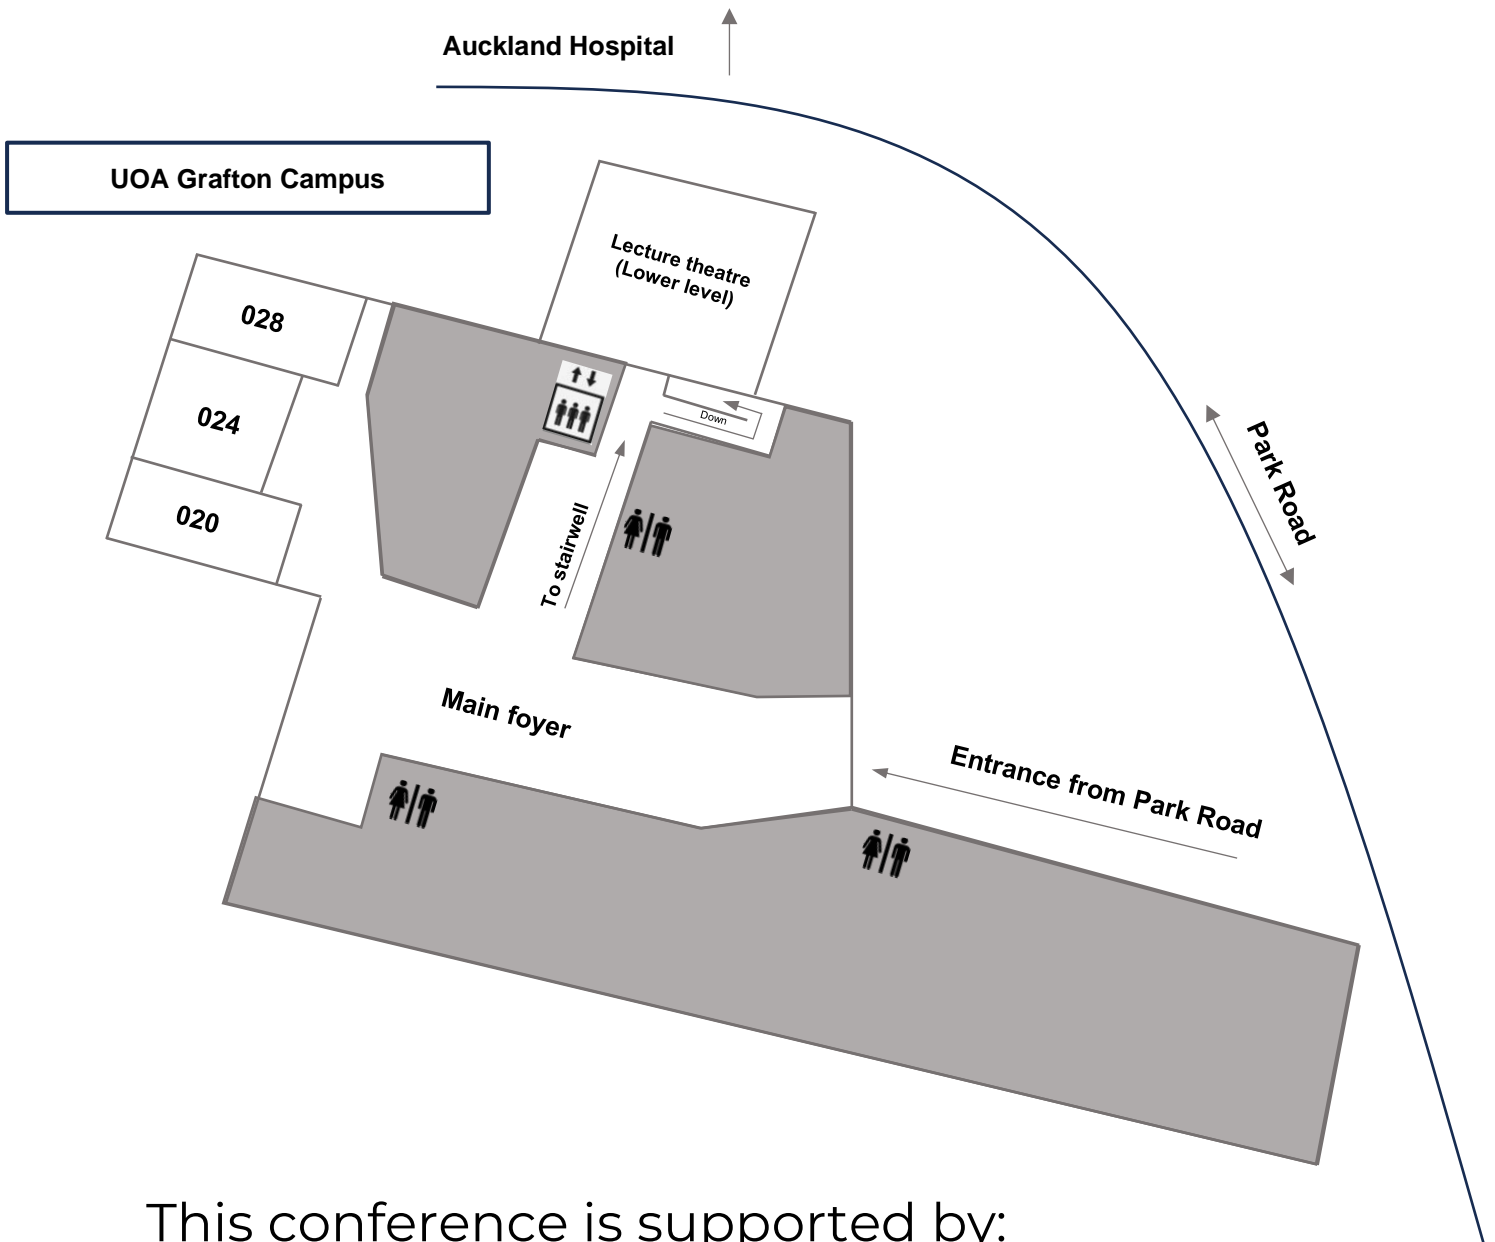 Auckland Hospital
UOA Grafton Campus
Lecture theatre
(Lower level)
028
024
020
Down
To stairwell
Park Road
Main foyer
Entrance from Park Road
This conference is supported by: